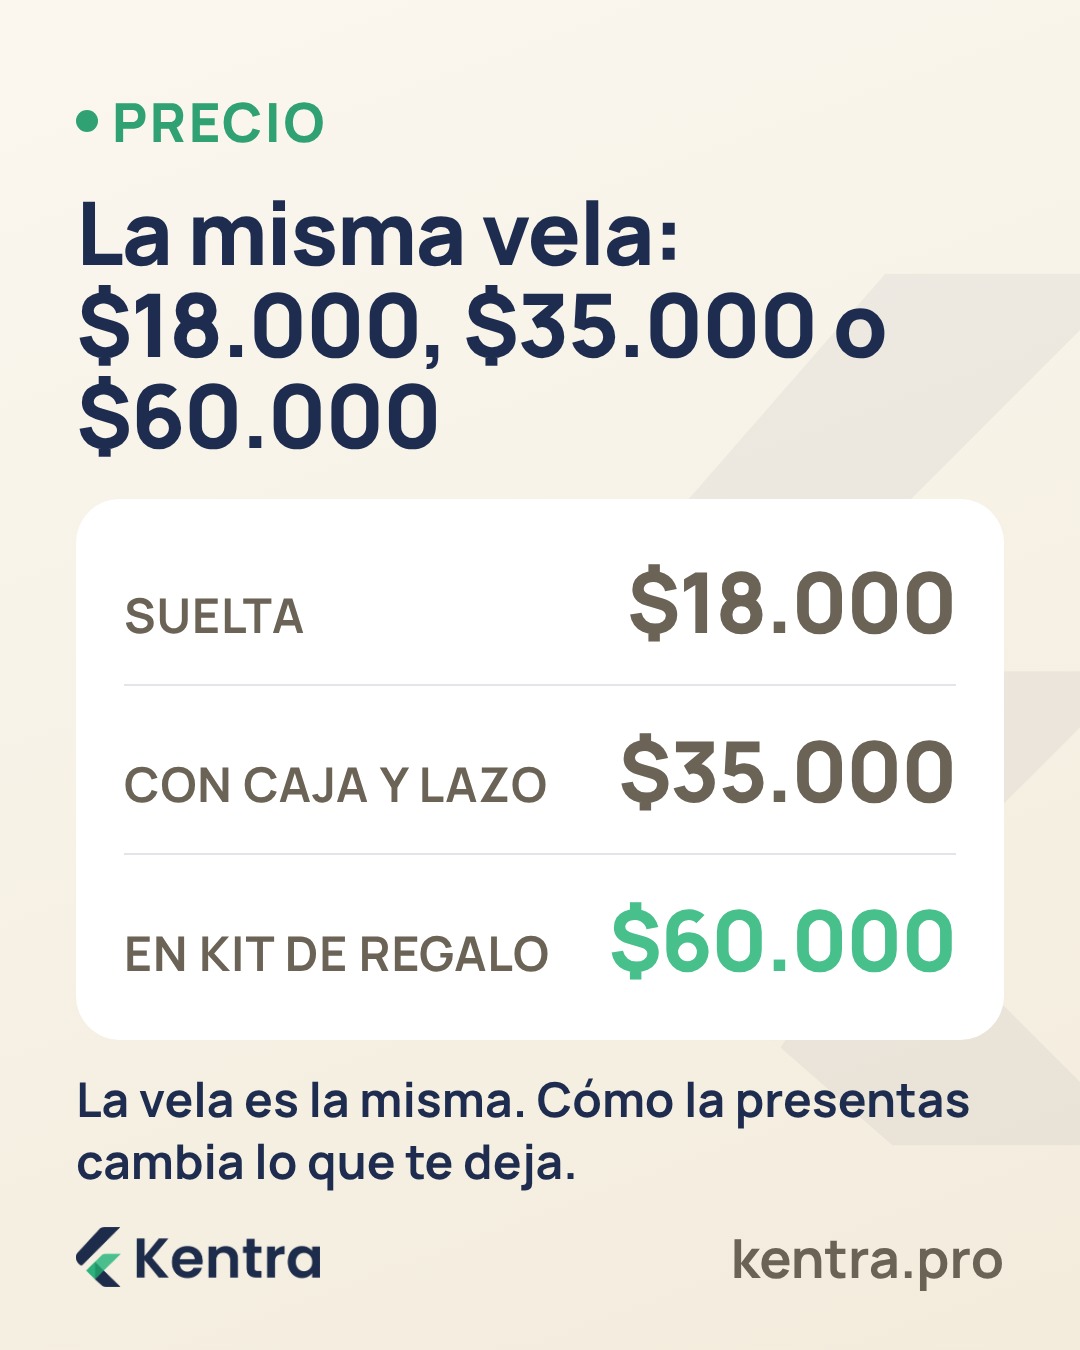 • PRECIO
La misma vela:
$18.000, $35.000 o
$60.000
SUELTA $18.000
CON CAJA Y LAZO $35.000
EN KIT DE REGALO $60.000
La vela es la misma. Cómo la presentas
cambia lo que te deja.
Kentra kentra.pro